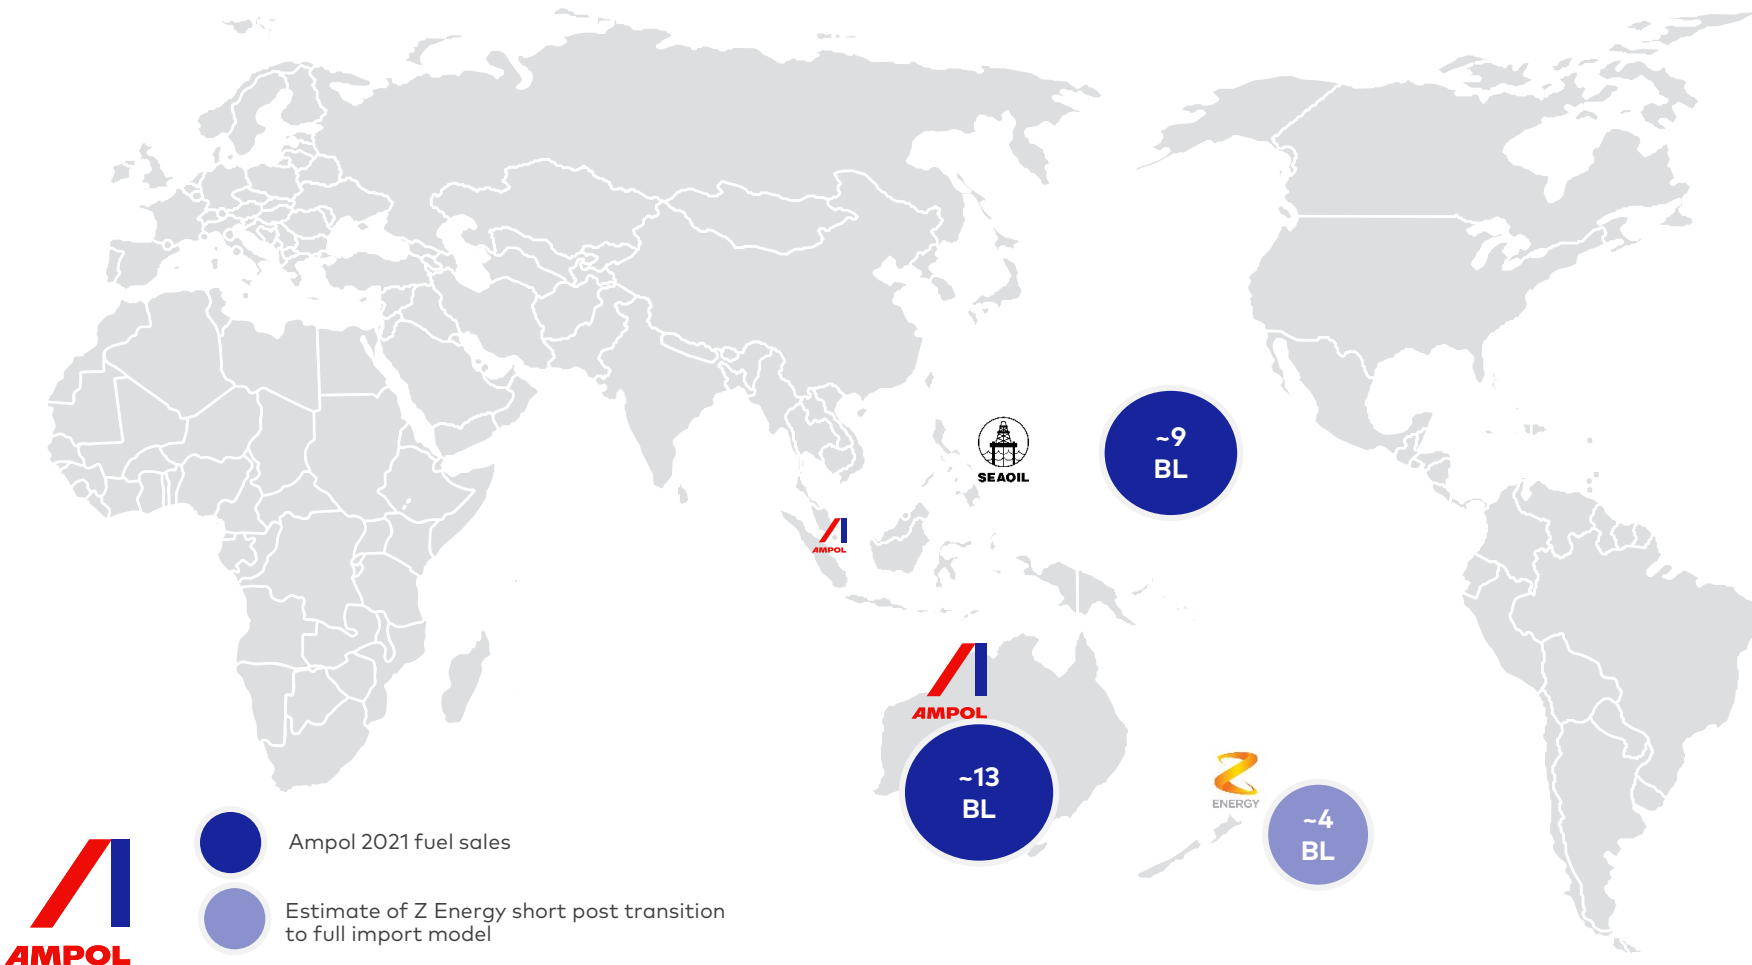 ~9
BL
SEAOIL
AMPOL
AMPOL
~13
BL
Z
ENERGY
~4
BL
Ampol 2021 fuel sales
Estimate of Z Energy short post transition
to full import model
AMPOL